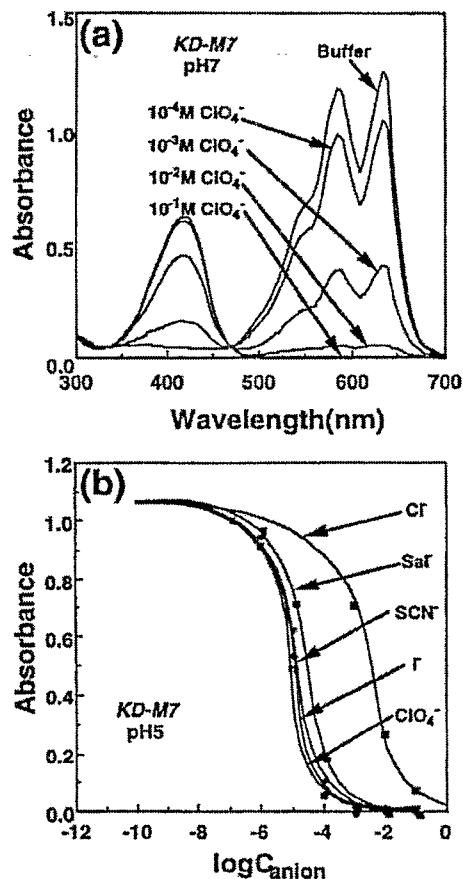 (a)
KD-M7
pH7
Buffer
10⁻⁴M ClO₄⁻
10⁻³M ClO₄⁻
10⁻²M ClO₄⁻
10⁻¹M ClO₄⁻
Absorbance
1.5
1.0
0.5
0.0
300 400 500 600 700
Wavelength(nm)
(b)
Cl⁻
Sal⁻
SCN⁻
I⁻
ClO₄⁻
KD-M7
pH5
Absorbance
1.2
1.0
0.8
0.6
0.4
0.2
0
-12 -10 -8 -6 -4 -2 0
logC_anion